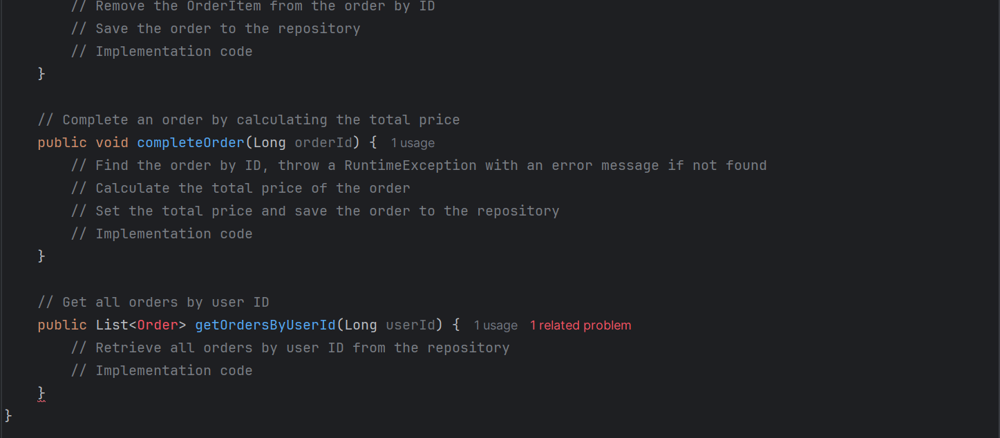 // Remove the OrderItem from the order by ID
// Save the order to the repository
// Implementation code
}
// Complete an order by calculating the total price
public void completeOrder(Long orderId) { 1 usage
// Find the order by ID, throw a RuntimeException with an error message if not found
// Calculate the total price of the order
// Set the total price and save the order to the repository
// Implementation code
}
// Get all orders by user ID
public List<Order> getOrdersByUserId(Long userId) { 1 usage 1 related problem
// Retrieve all orders by user ID from the repository
// Implementation code
}
}